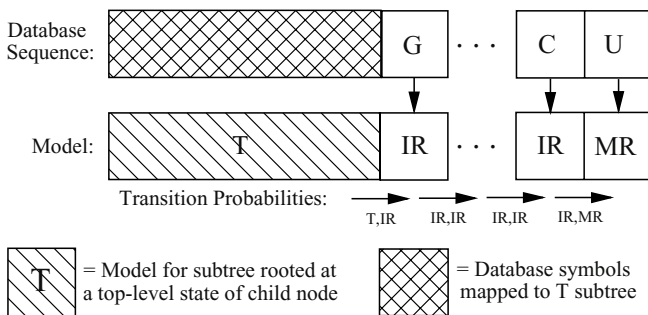 Database Sequence:
G · · · C U
Model:
T IR · · · IR MR
Transition Probabilities:
T,IR IR,IR IR,IR IR,MR
T = Model for subtree rooted at a top-level state of child node
= Database symbols mapped to T subtree